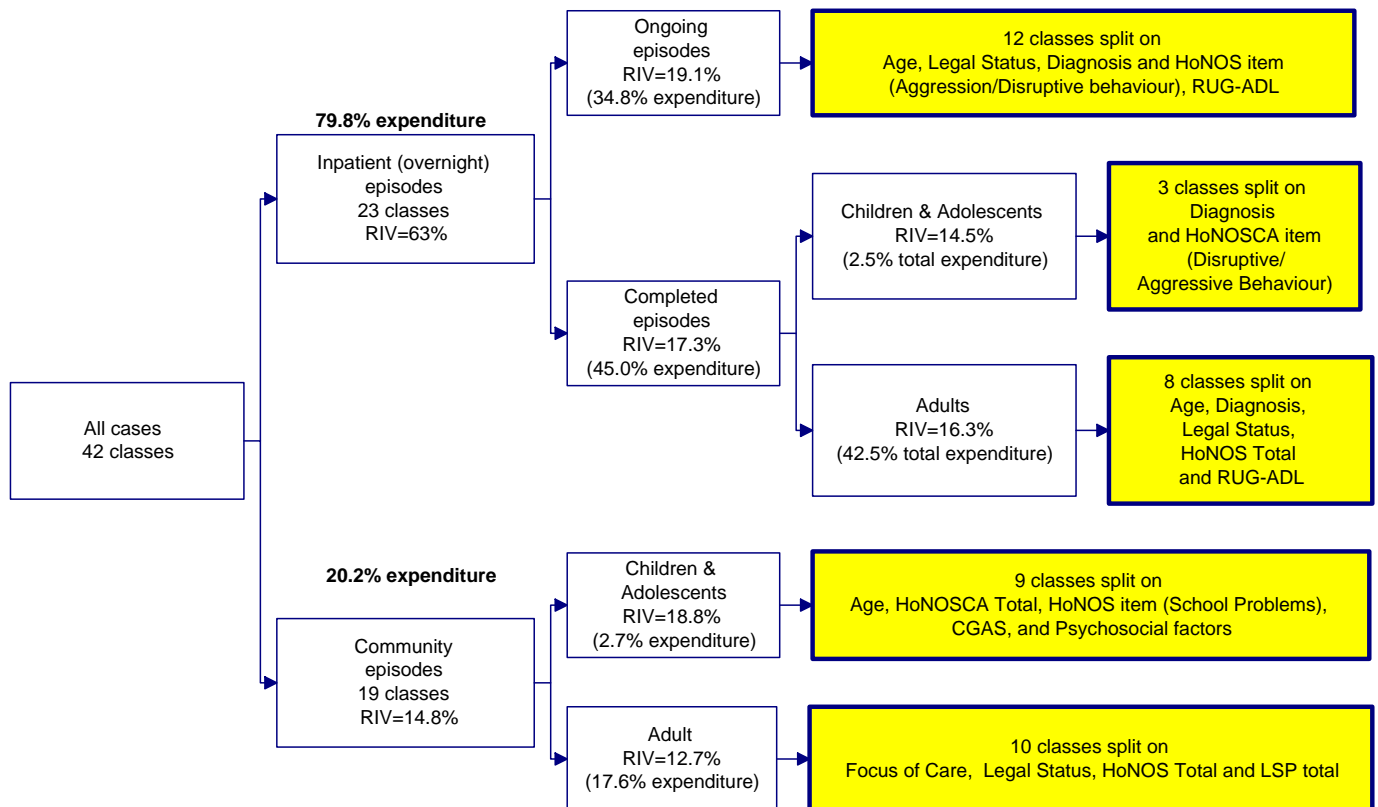 All cases
42 classes
79.8% expenditure
Inpatient (overnight)
episodes
23 classes
RIV=63%
Ongoing
episodes
RIV=19.1%
(34.8% expenditure)
12 classes split on
Age, Legal Status, Diagnosis and HoNOS item
(Aggression/Disruptive behaviour), RUG-ADL
Completed
episodes
RIV=17.3%
(45.0% expenditure)
Children & Adolescents
RIV=14.5%
(2.5% total expenditure)
3 classes split on
Diagnosis
and HoNOSCA item
(Disruptive/
Aggressive Behaviour)
Adults
RIV=16.3%
(42.5% total expenditure)
8 classes split on
Age, Diagnosis,
Legal Status,
HoNOS Total
and RUG-ADL
20.2% expenditure
Community
episodes
19 classes
RIV=14.8%
Children &
Adolescents
RIV=18.8%
(2.7% expenditure)
9 classes split on
Age, HoNOSCA Total, HoNOS item (School Problems),
CGAS, and Psychosocial factors
Adult
RIV=12.7%
(17.6% expenditure)
10 classes split on
Focus of Care, Legal Status, HoNOS Total and LSP total